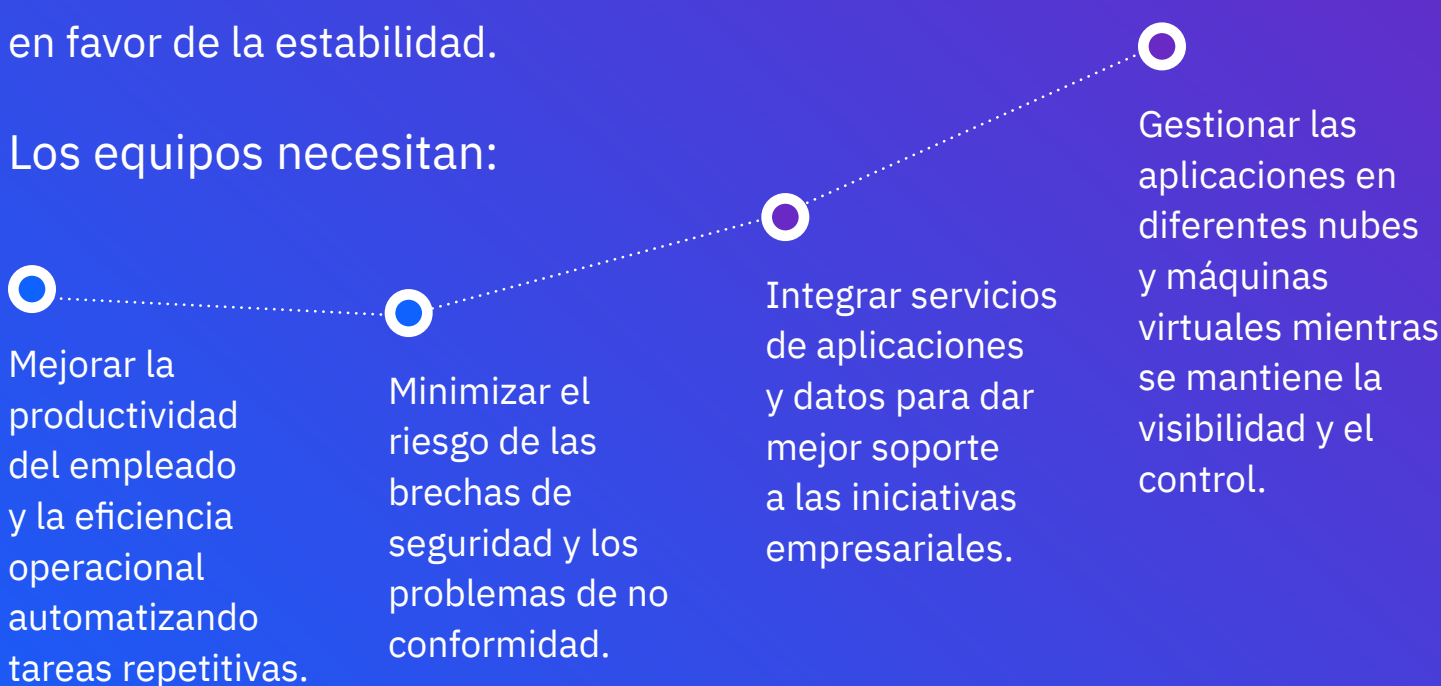 en favor de la estabilidad.
Los equipos necesitan:
Mejorar la
productividad
del empleado
y la eficiencia
operacional
automatizando
tareas repetitivas.
Minimizar el
riesgo de las
brechas de
seguridad y los
problemas de no
conformidad.
Integrar servicios
de aplicaciones
y datos para dar
mejor soporte
a las iniciativas
empresariales.
Gestionar las
aplicaciones en
diferentes nubes
y máquinas
virtuales mientras
se mantiene la
visibilidad y el
control.